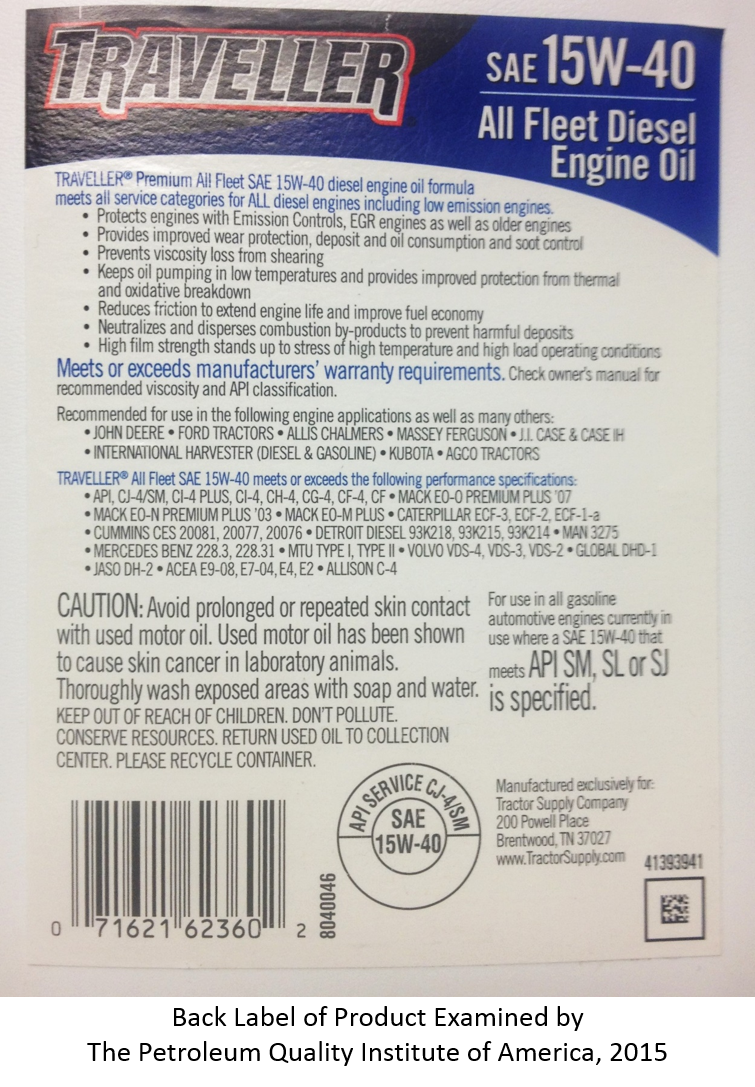 TRAVELLER
SAE 15W-40
All Fleet Diesel
Engine Oil
TRAVELLER® Premium All Fleet SAE 15W-40 diesel engine oil formula
meets all service categories for ALL diesel engines including low emission engines.
• Protects engines with Emission Controls, EGR engines as well as older engines
• Provides improved wear protection, deposit and oil consumption and soot control
• Prevents viscosity loss from shearing
• Keeps oil pumping in low temperatures and provides improved protection from thermal
and oxidative breakdown
• Reduces friction to extend engine life and improve fuel economy
• Neutralizes and disperses combustion by-products to prevent harmful deposits
• High film strength stands up to stress of high temperature and high load operating conditions
Meets or exceeds manufacturers' warranty requirements. Check owner's manual for
recommended viscosity and API classification.
Recommended for use in the following engine applications as well as many others:
• JOHN DEERE • FORD TRACTORS • ALLIS CHALMERS • MASSEY FERGUSON • J.I. CASE & CASE IH
• INTERNATIONAL HARVESTER (DIESEL & GASOLINE) • KUBOTA • AGCO TRACTORS
TRAVELLER® All Fleet SAE 15W-40 meets or exceeds the following performance specifications:
• API, CJ-4/SM, CI-4 PLUS, CI-4, CH-4, CG-4, CF-4, CF • MACK EO-O PREMIUM PLUS '07
• MACK EO-N PREMIUM PLUS '03 • MACK EO-M PLUS • CATERPILLAR ECF-3, ECF-2, ECF-1-a
• CUMMINS CES 20081, 20077, 20076 • DETROIT DIESEL 93K218, 93K215, 93K214 • MAN 3275
• MERCEDES BENZ 228.3, 228.31 • MTU TYPE I, TYPE II • VOLVO VDS-4, VDS-3, VDS-2 • GLOBAL DHD-1
• JASO DH-2 • ACEA E9-08, E7-04, E4, E2 • ALLISON C-4
CAUTION: Avoid prolonged or repeated skin contact
with used motor oil. Used motor oil has been shown
to cause skin cancer in laboratory animals.
Thoroughly wash exposed areas with soap and water.
KEEP OUT OF REACH OF CHILDREN. DON'T POLLUTE.
CONSERVE RESOURCES. RETURN USED OIL TO COLLECTION
CENTER. PLEASE RECYCLE CONTAINER.
For use in all gasoline
automotive engines currently in
use where a SAE 15W-40 that
meets API SM, SL or SJ
is specified.
0 71621 62360 2
8040046
API SERVICE CJ-4/SM
SAE
15W-40
Manufactured exclusively for:
Tractor Supply Company
200 Powell Place
Brentwood, TN 37027
www.TractorSupply.com
41393941
Back Label of Product Examined by
The Petroleum Quality Institute of America, 2015